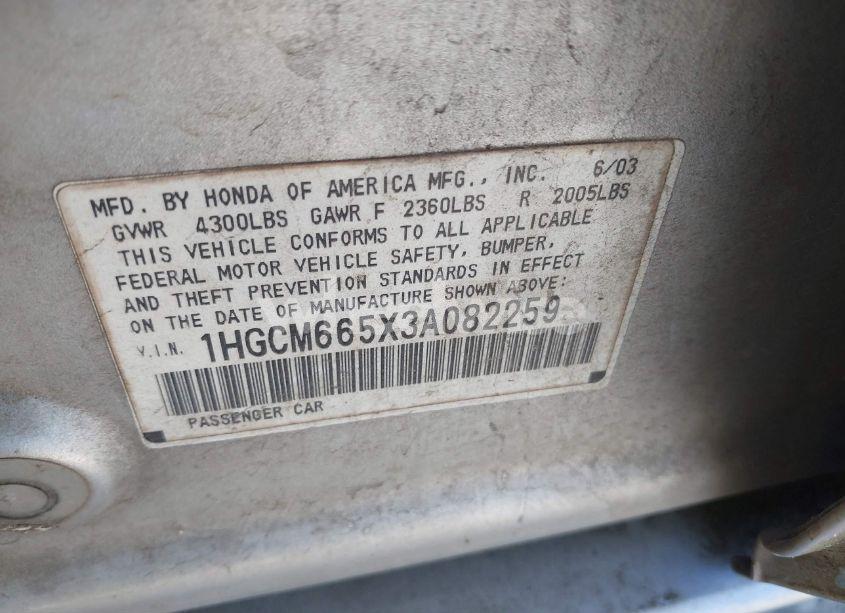 MFD. BY HONDA OF AMERICA MFG., INC. 6/03
GVWR 4300LBS GAWR F 2360LBS R 2005LBS
THIS VEHICLE CONFORMS TO ALL APPLICABLE
FEDERAL MOTOR VEHICLE SAFETY, BUMPER,
AND THEFT PREVENTION STANDARDS IN EFFECT
ON THE DATE OF MANUFACTURE SHOWN ABOVE:
V.I.N. 1HGCM665X3A082259
PASSENGER CAR